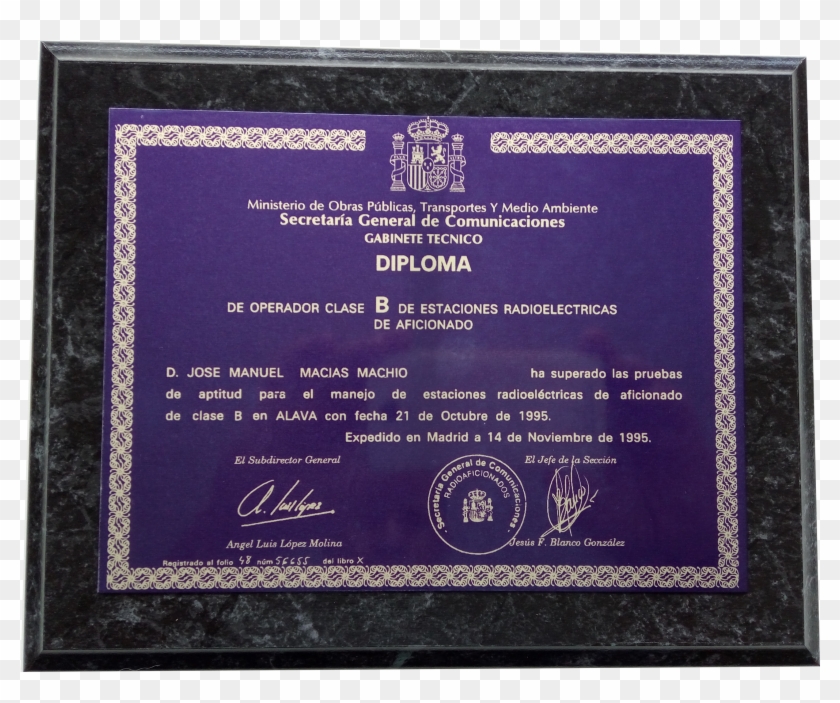 Ministerio de Obras Públicas, Transportes Y Medio Ambiente
Secretaría General de Comunicaciones
GABINETE TECNICO
DIPLOMA
DE OPERADOR CLASE B DE ESTACIONES RADIOELECTRICAS
DE AFICIONADO
D. JOSE MANUEL MACIAS MACHIO ha superado las pruebas
de aptitud para el manejo de estaciones radioeléctricas de aficionado
de clase B en ALAVA con fecha 21 de Octubre de 1995.
Expedido en Madrid a 14 de Noviembre de 1995.
El Subdirector General
El Jefe de la Sección
Secretaría General de Comunicaciones
RADIOAFICIONADOS
Angel Luis López Molina
Jesús F. Blanco González
Registrado al folio 48 núm 56655 del libro X